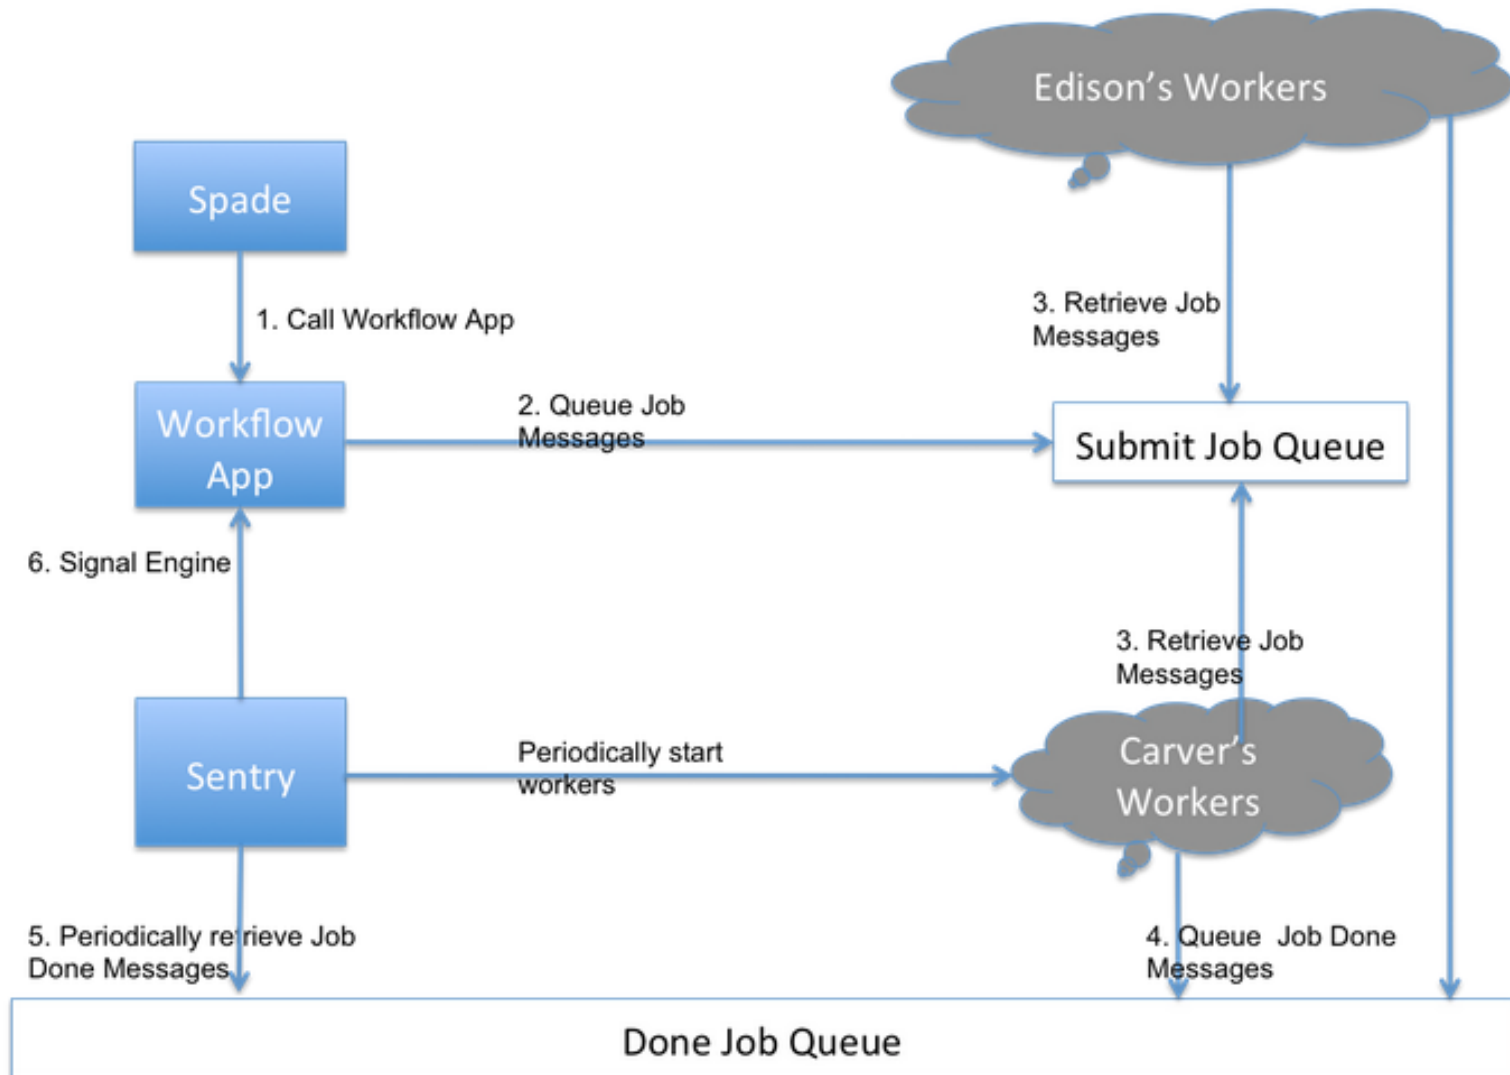 Edison's Workers
Spade
1. Call Workflow App
3. Retrieve Job
Messages
Workflow
App
2. Queue Job
Messages
Submit Job Queue
6. Signal Engine
3. Retrieve Job
Messages
Sentry
Periodically start
workers
Carver's
Workers
5. Periodically retrieve Job
Done Messages
4. Queue  Job Done
Messages
Done Job Queue